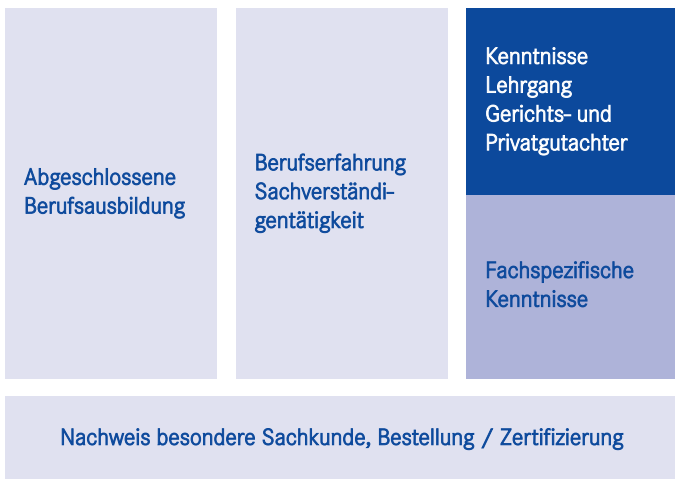 Abgeschlossene
Berufsausbildung
Berufserfahrung
Sachverständi-
gentätigkeit
Kenntnisse
Lehrgang
Gerichts- und
Privatgutachter
Fachspezifische
Kenntnisse
Nachweis besondere Sachkunde, Bestellung / Zertifizierung